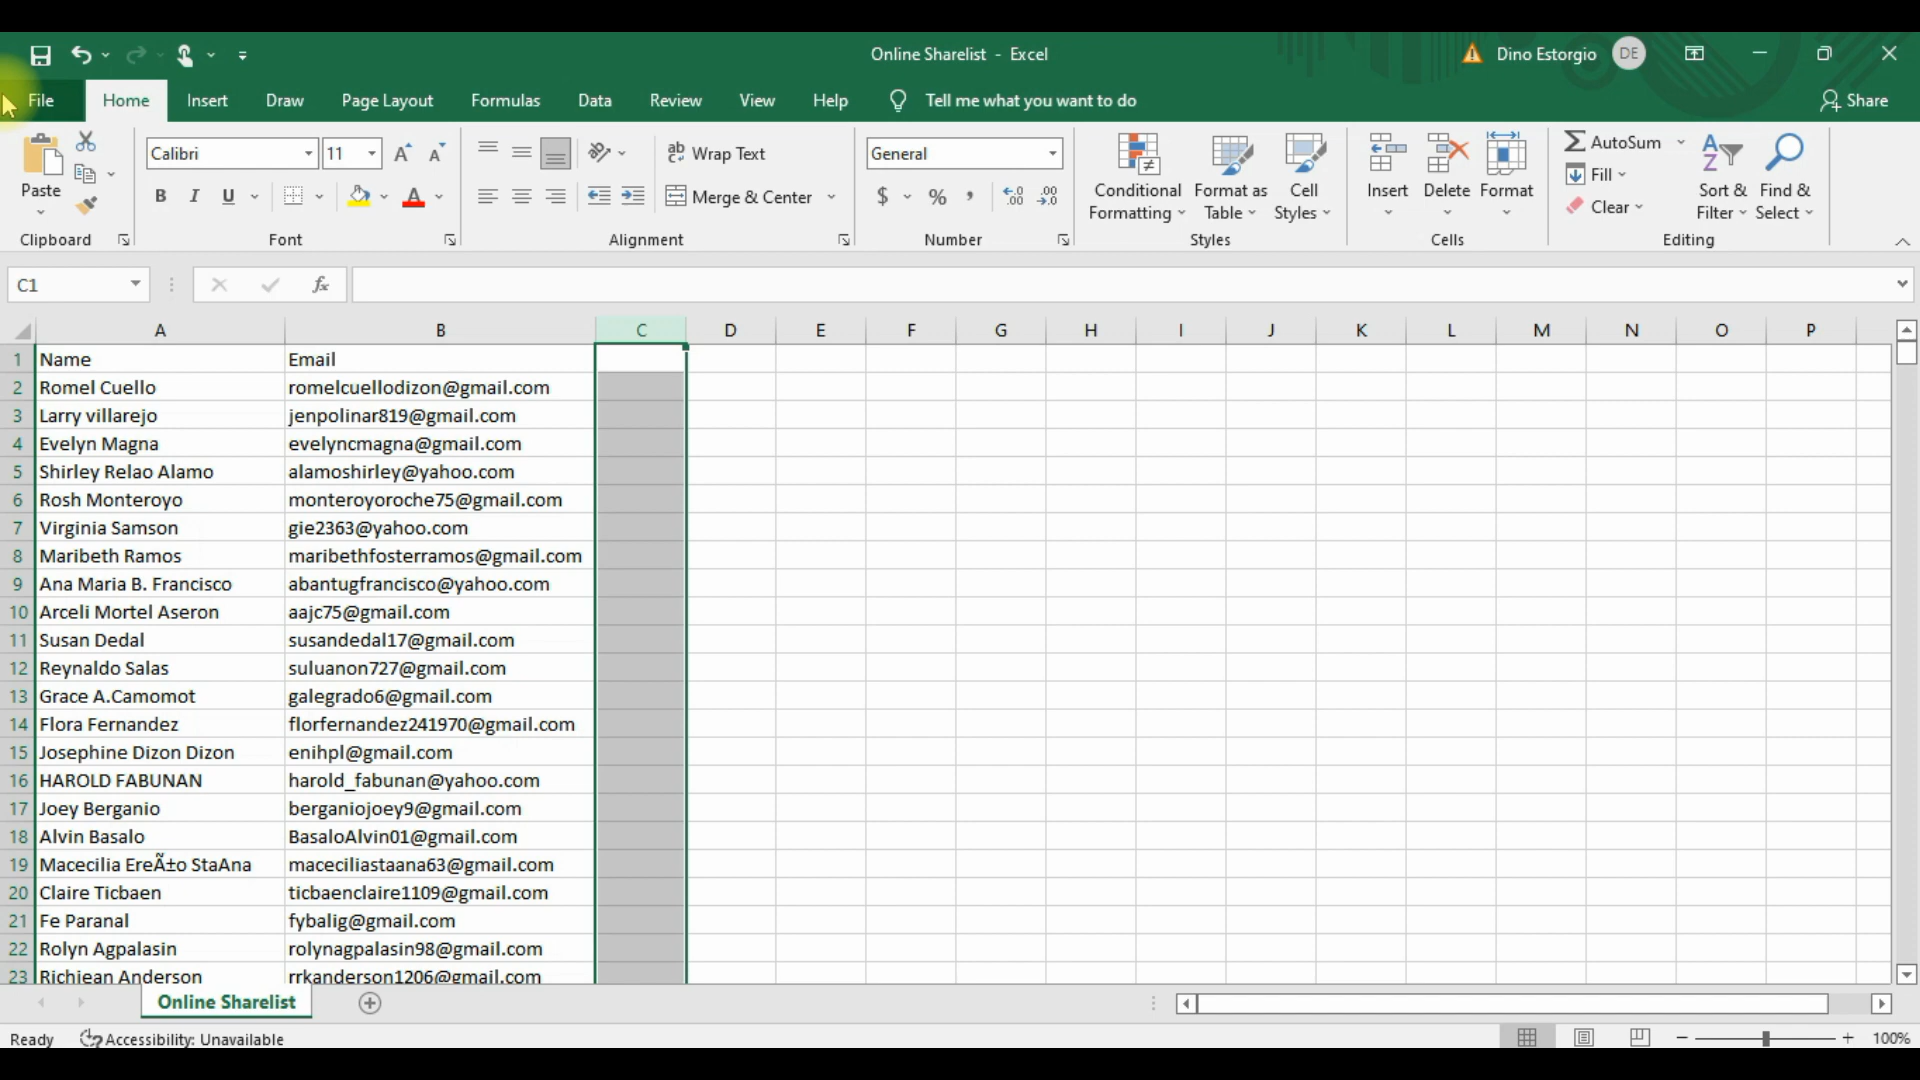 Online Sharelist - Excel
Dino Estorgio DE
File Home Insert Draw Page Layout Formulas Data Review View Help Tell me what you want to do Share
Paste
Clipboard
Calibri 11
B I U
Font
ab Wrap Text
Merge & Center
Alignment
General
$ % ,
Number
Conditional Formatting
Format as Table
Cell Styles
Styles
Insert Delete Format
Cells
AutoSum
Fill
Clear
Sort & Filter
Find & Select
Editing
C1 fx
A B C D E F G H I J K L M N O P
1 Name Email
2 Romel Cuello romelcuellodizon@gmail.com
3 Larry villarejo jenpolinar819@gmail.com
4 Evelyn Magna evelyncmagna@gmail.com
5 Shirley Relao Alamo alamoshirley@yahoo.com
6 Rosh Monteroyo monteroyoroche75@gmail.com
7 Virginia Samson gie2363@yahoo.com
8 Maribeth Ramos maribethfosterramos@gmail.com
9 Ana Maria B. Francisco abantugfrancisco@yahoo.com
10 Arceli Mortel Aseron aajc75@gmail.com
11 Susan Dedal susandedal17@gmail.com
12 Reynaldo Salas suluanon727@gmail.com
13 Grace A.Camomot galegrado6@gmail.com
14 Flora Fernandez florfernandez241970@gmail.com
15 Josephine Dizon Dizon enihpl@gmail.com
16 HAROLD FABUNAN harold_fabunan@yahoo.com
17 Joey Berganio berganiojoey9@gmail.com
18 Alvin Basalo BasaloAlvin01@gmail.com
19 Macecilia EreÃ±o StaAna maceciliastaana63@gmail.com
20 Claire Ticbaen ticbaenclaire1109@gmail.com
21 Fe Paranal fybalig@gmail.com
22 Rolyn Agpalasin rolynagpalasin98@gmail.com
23 Richjean Anderson rrkanderson1206@gmail.com
Online Sharelist
Ready Accessibility: Unavailable 100%